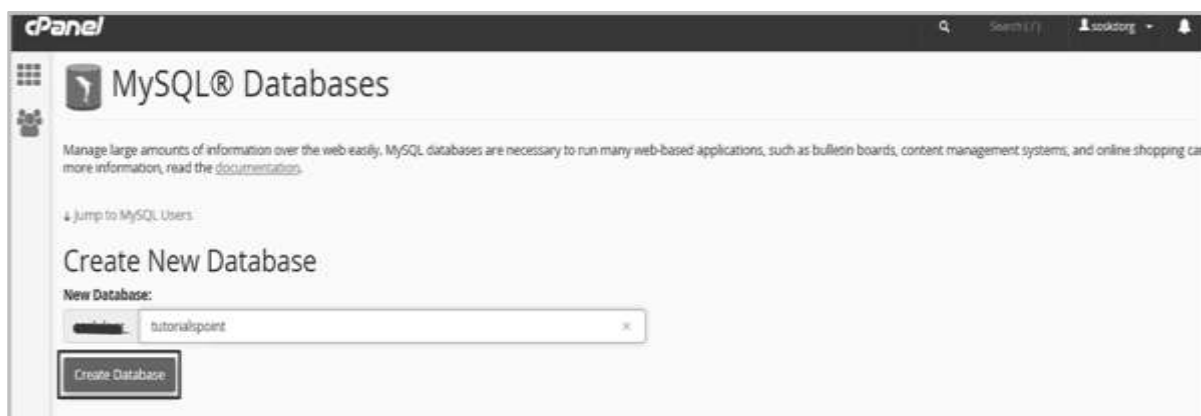 cPanel
Search ( / )
MySQL® Databases
Manage large amounts of information over the web easily. MySQL databases are necessary to run many web-based applications, such as bulletin boards, content management systems, and online shopping
more information, read the documentation.
Jump to MySQL Users
Create New Database
New Database:
tutorialspoint
Create Database